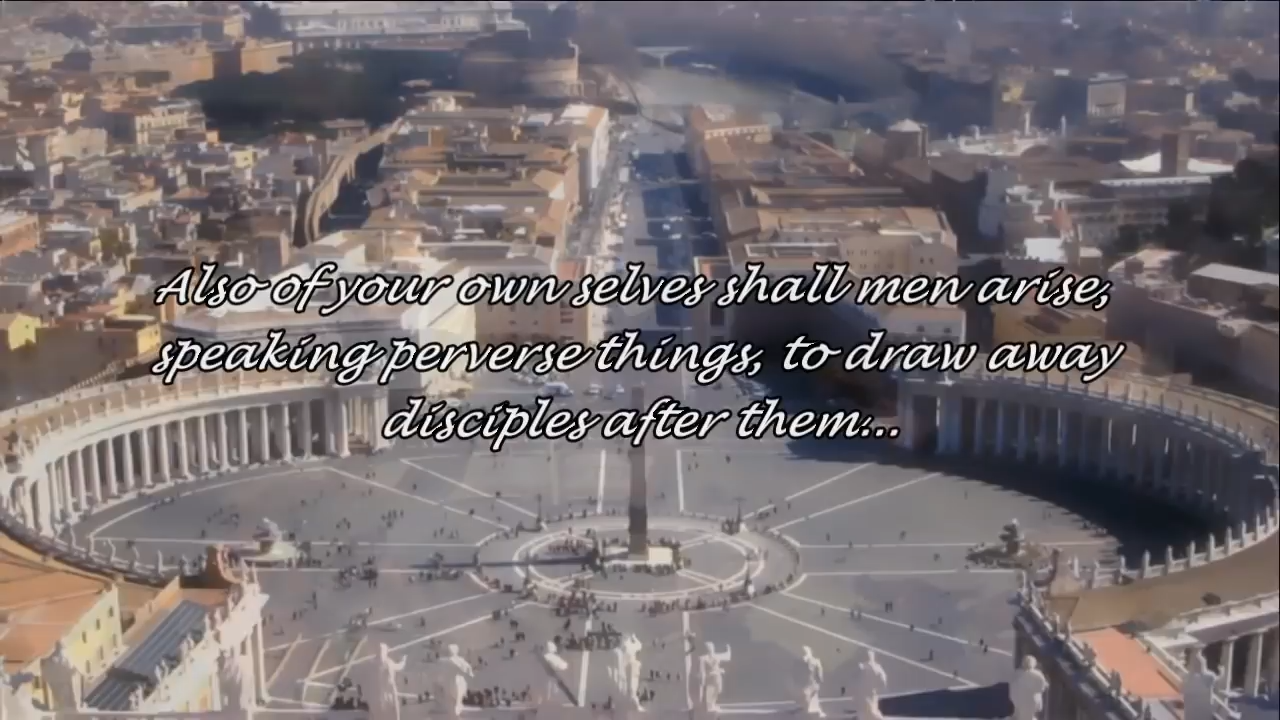 Also of your own selves shall men arise,
speaking perverse things, to draw away
disciples after them...